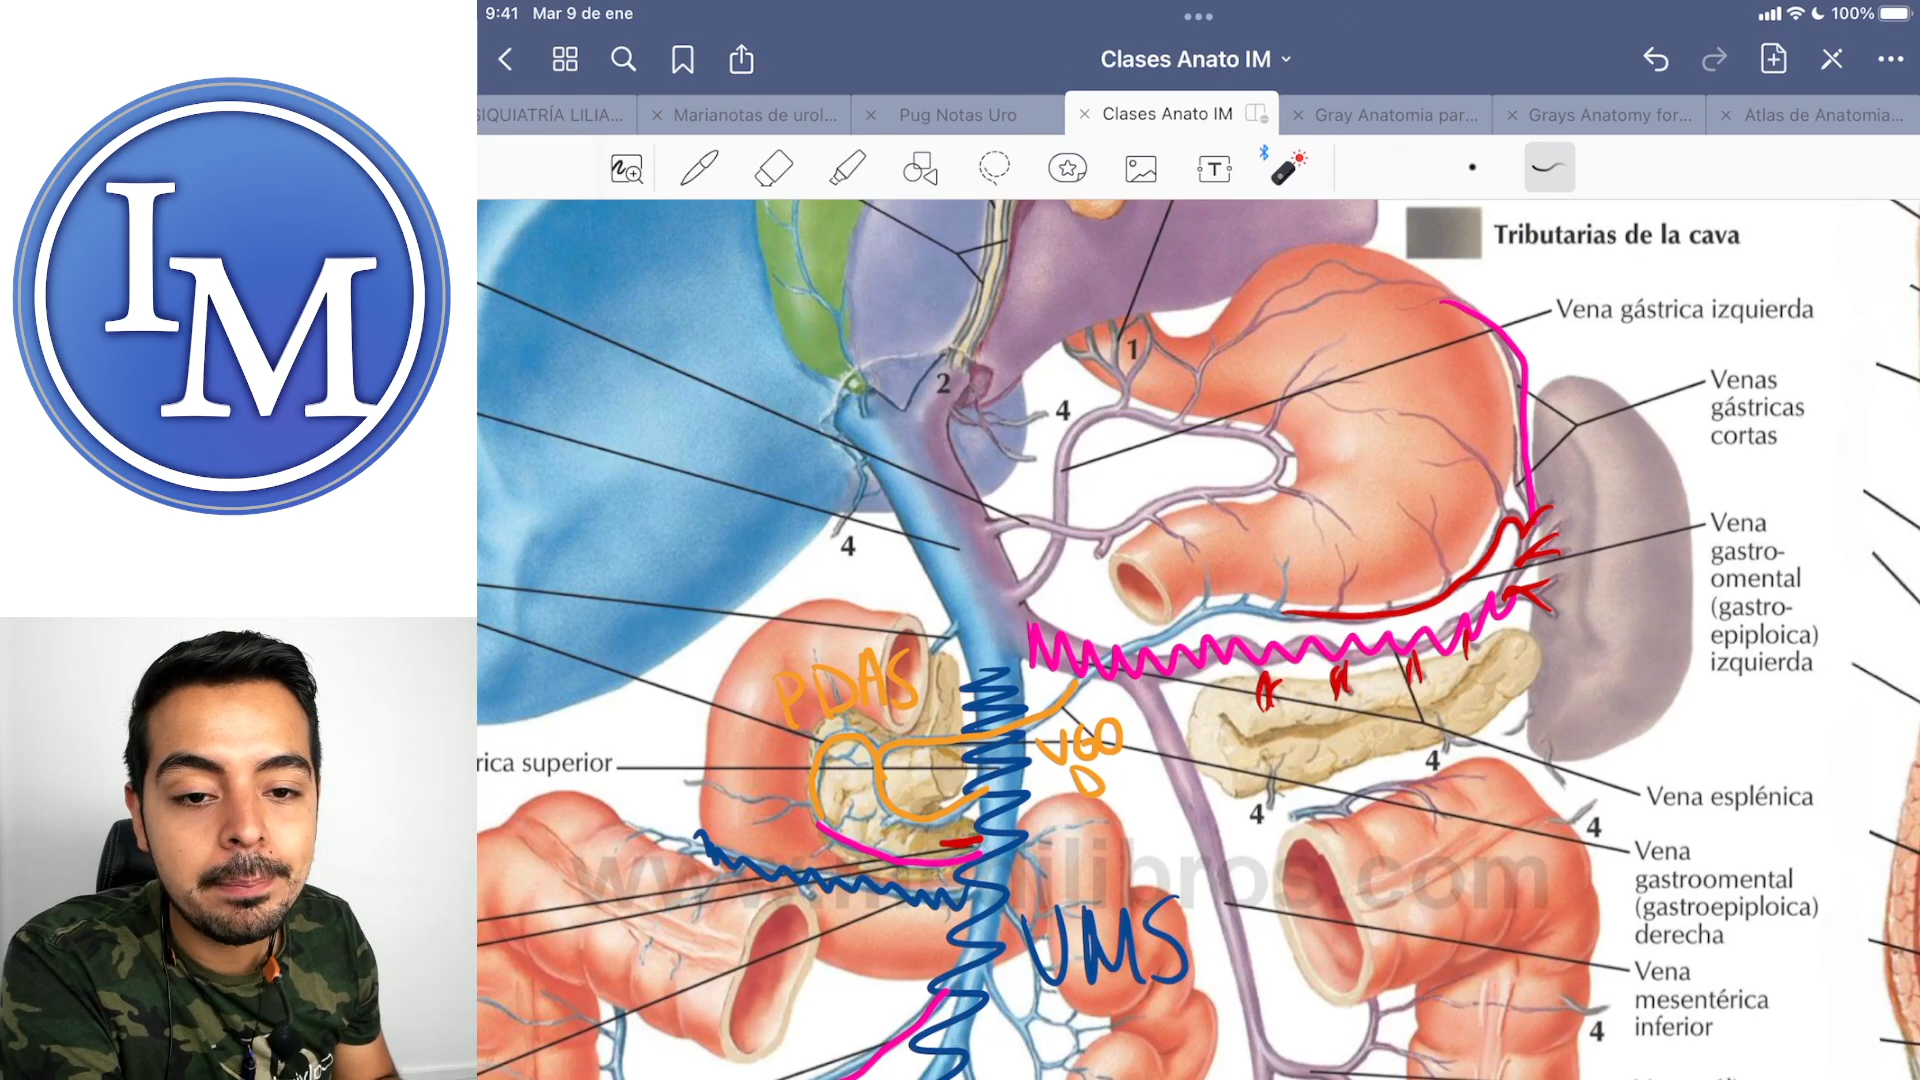 9:41 Mar 9 de ene
100%
Clases Anato IM
SIQUIATRÍA LILIA...
Marianotas de urol...
Pug Notas Uro
Clases Anato IM
Gray Anatomia par...
Grays Anatomy for...
Atlas de Anatomia...
T
IM
Tributarias de la cava
Vena gástrica izquierda
1
2
4
Venas
gástricas
cortas
4
Vena
gastro-
omental
(gastro-
epiploica)
izquierda
PDAS
VGO
D
rica superior
4
Vena esplénica
4
4
Vena
gastroomental
(gastroepiploica)
derecha
VMS
Vena
mesentérica
inferior
4